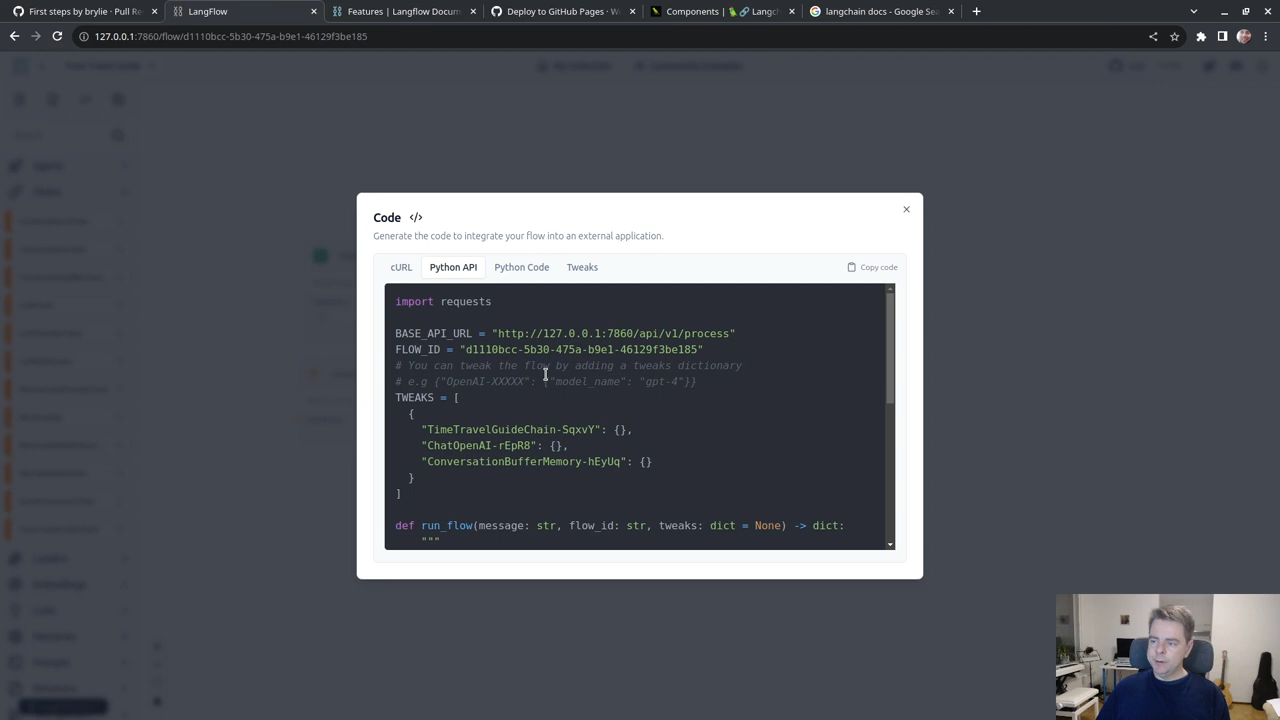 First steps by brylie · Pull Re
LangFlow
Features | Langflow Docum
Deploy to GitHub Pages · W
Components | 🦜🔗 Langch
langchain docs - Google Sea
127.0.0.1:7860/flow/d1110bcc-5b30-475a-b9e1-46129f3be185
Code </>
Generate the code to integrate your flow into an external application.
cURL
Python API
Python Code
Tweaks
Copy code
import requests
BASE_API_URL = "http://127.0.0.1:7860/api/v1/process"
FLOW_ID = "d1110bcc-5b30-475a-b9e1-46129f3be185"
# You can tweak the flow by adding a tweaks dictionary
# e.g {"OpenAI-XXXXX": {"model_name": "gpt-4"}}
TWEAKS = [
{
"TimeTravelGuideChain-SqxvY": {},
"ChatOpenAI-rEpR8": {},
"ConversationBufferMemory-hEyUq": {}
}
]
def run_flow(message: str, flow_id: str, tweaks: dict = None) -> dict:
"""